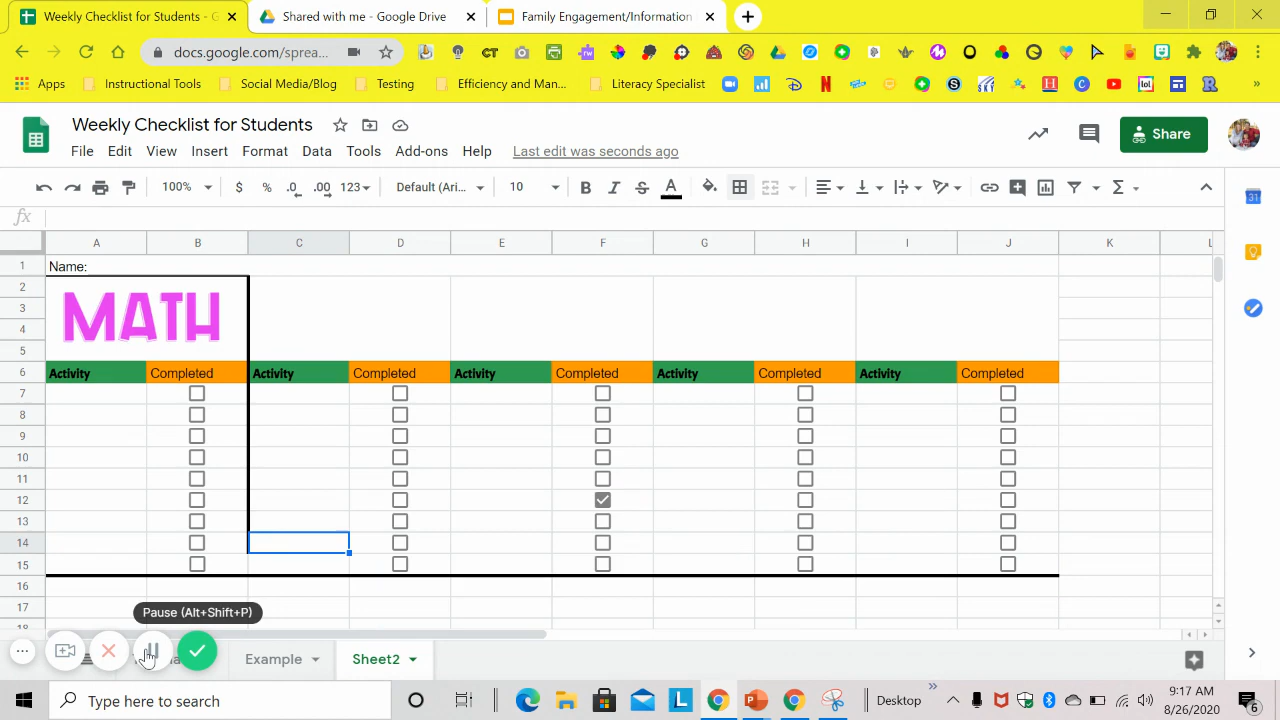 Weekly Checklist for Students - G
Shared with me - Google Drive
Family Engagement/Information
docs.google.com/sprea...
Apps
Instructional Tools
Social Media/Blog
Testing
Efficiency and Man...
Literacy Specialist
Weekly Checklist for Students
File Edit View Insert Format Data Tools Add-ons Help Last edit was seconds ago
Share
100% $ % .0 .00 123 Default (Ari... 10 B I S A
fx
A B C D E F G H I J K L
1 Name:
2
MATH
3
4
5
6 Activity Completed Activity Completed Activity Completed Activity Completed Activity Completed
7
8
9
10
11
12
13
14
15
16
17
18
Pause (Alt+Shift+P)
Example
Sheet2
Type here to search
Desktop
9:17 AM
8/26/2020
6